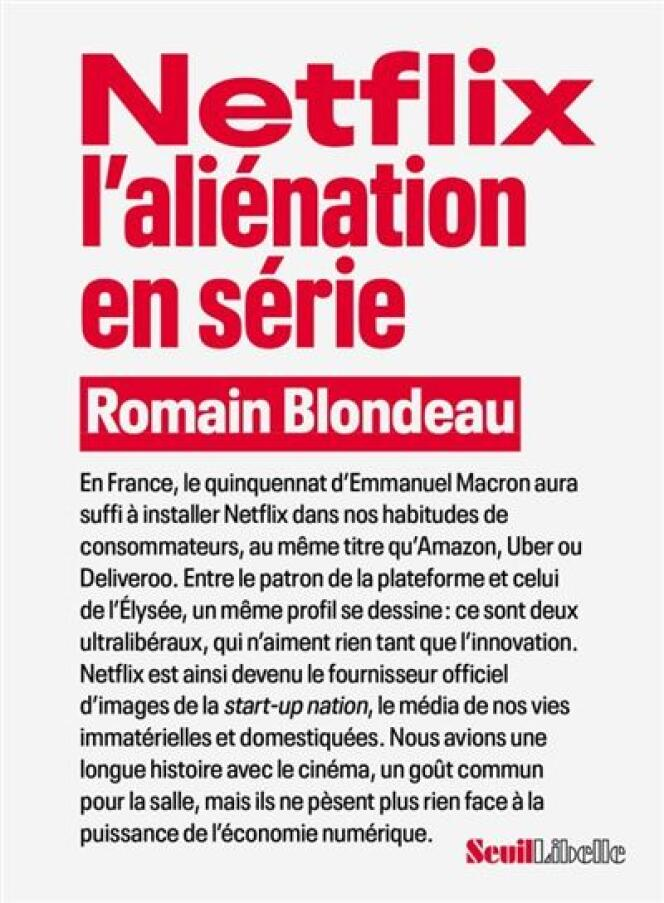 Netflix
l'aliénation
en série
Romain Blondeau
En France, le quinquennat d'Emmanuel Macron aura
suffi à installer Netflix dans nos habitudes de
consommateurs, au même titre qu'Amazon, Uber ou
Deliveroo. Entre le patron de la plateforme et celui
de l'Élysée, un même profil se dessine : ce sont deux
ultralibéraux, qui n'aiment rien tant que l'innovation.
Netflix est ainsi devenu le fournisseur officiel
d'images de la start-up nation, le média de nos vies
immatérielles et domestiquées. Nous avions une
longue histoire avec le cinéma, un goût commun
pour la salle, mais ils ne pèsent plus rien face à la
puissance de l'économie numérique.
SeuilLibelle